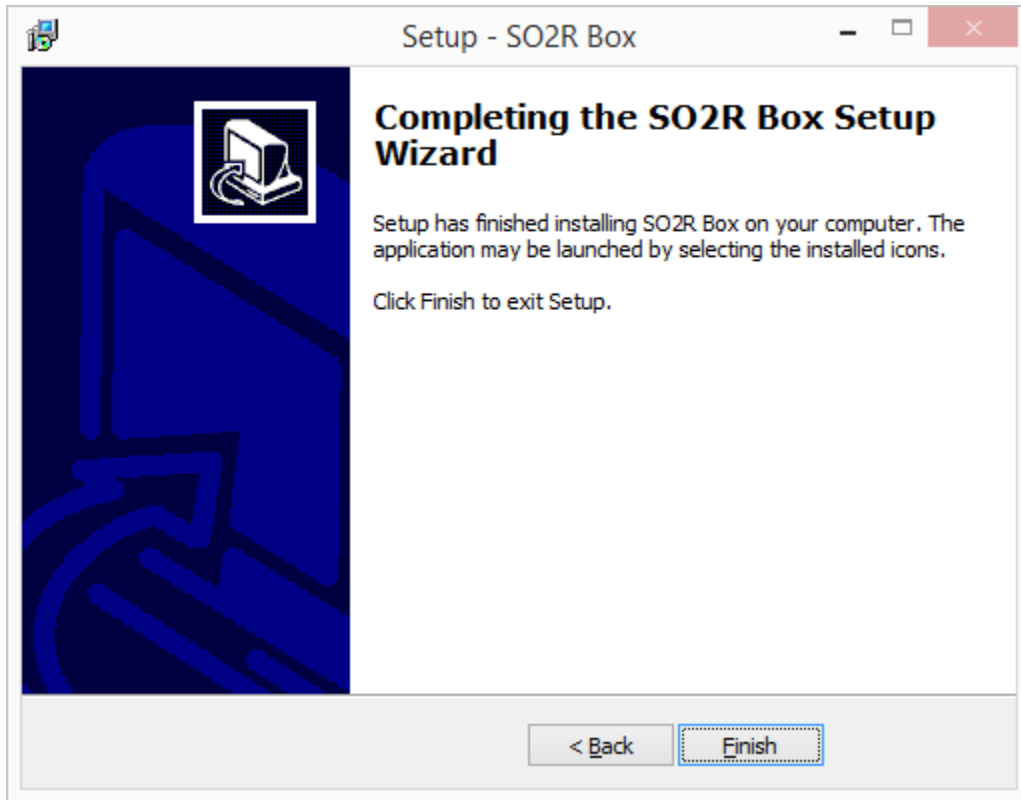 Setup - SO2R Box
Completing the SO2R Box Setup
Wizard
Setup has finished installing SO2R Box on your computer. The
application may be launched by selecting the installed icons.
Click Finish to exit Setup.
< Back
Finish